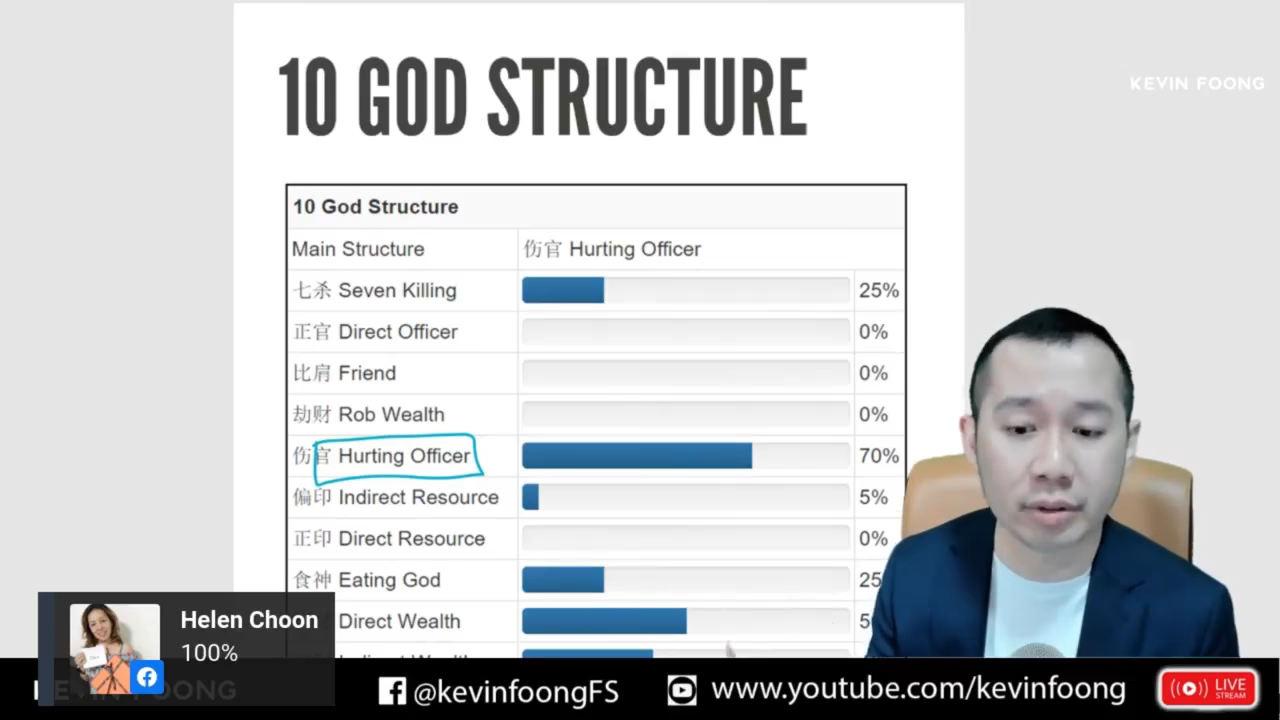 10 GOD STRUCTURE
KEVIN FOONG
10 God Structure
Main Structure 伤官 Hurting Officer
七杀 Seven Killing 25%
正官 Direct Officer 0%
比肩 Friend 0%
劫财 Rob Wealth 0%
伤官 Hurting Officer 70%
偏印 Indirect Resource 5%
正印 Direct Resource 0%
食神 Eating God 25
Direct Wealth
Helen Choon
100%
KEVIN FOONG
@kevinfoongFS
www.youtube.com/kevinfoong
LIVE
STREAM